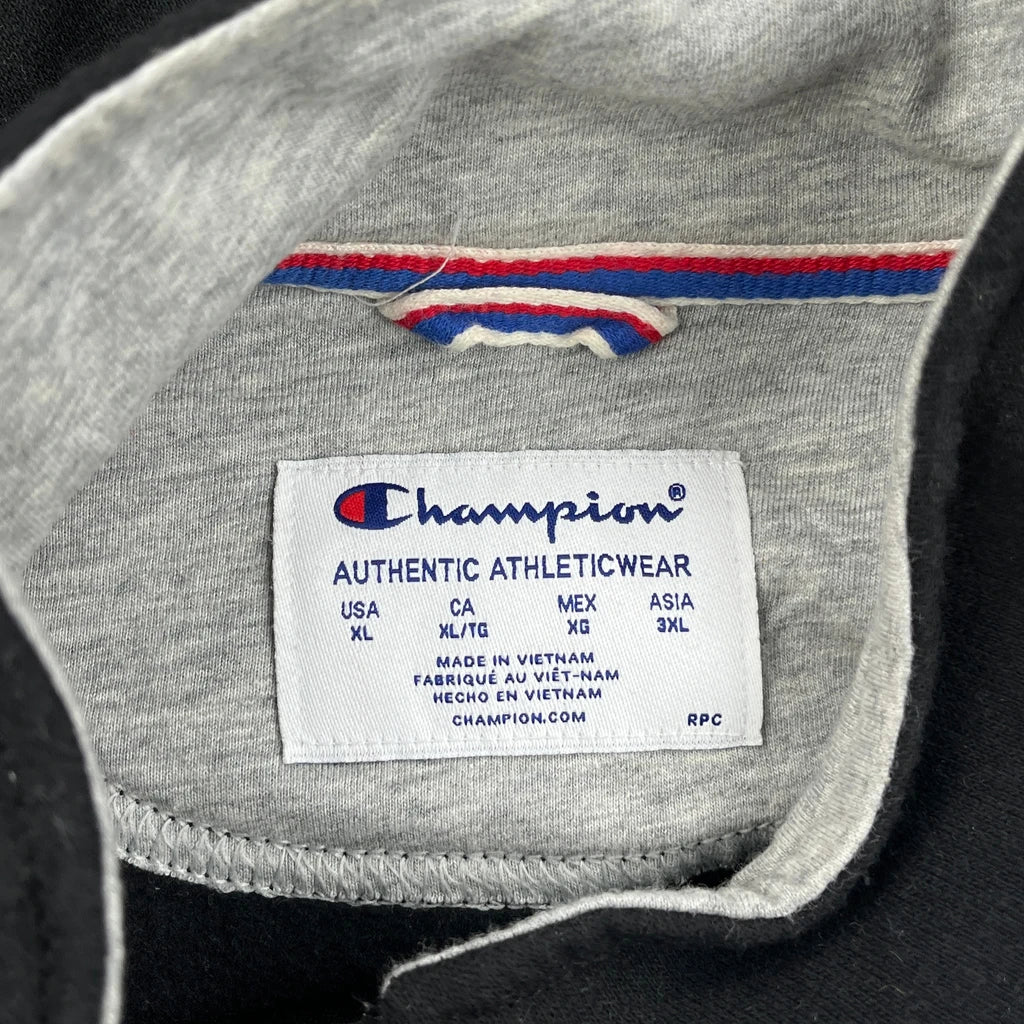 Champion®
AUTHENTIC ATHLETICWEAR
USA CA MEX ASIA
XL XL/TG XG 3XL
MADE IN VIETNAM
FABRIQUÉ AU VIÊT-NAM
HECHO EN VIETNAM
CHAMPION.COM RPC